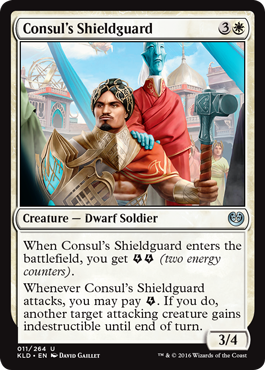 Consul's Shieldguard 3
Creature — Dwarf Soldier
When Consul's Shieldguard enters the
battlefield, you get (two energy
counters).
Whenever Consul's Shieldguard
attacks, you may pay . If you do,
another target attacking creature gains
indestructible until end of turn.
3/4
011/264 U
KLD • EN David Gaillet
™ & © 2016 Wizards of the Coast